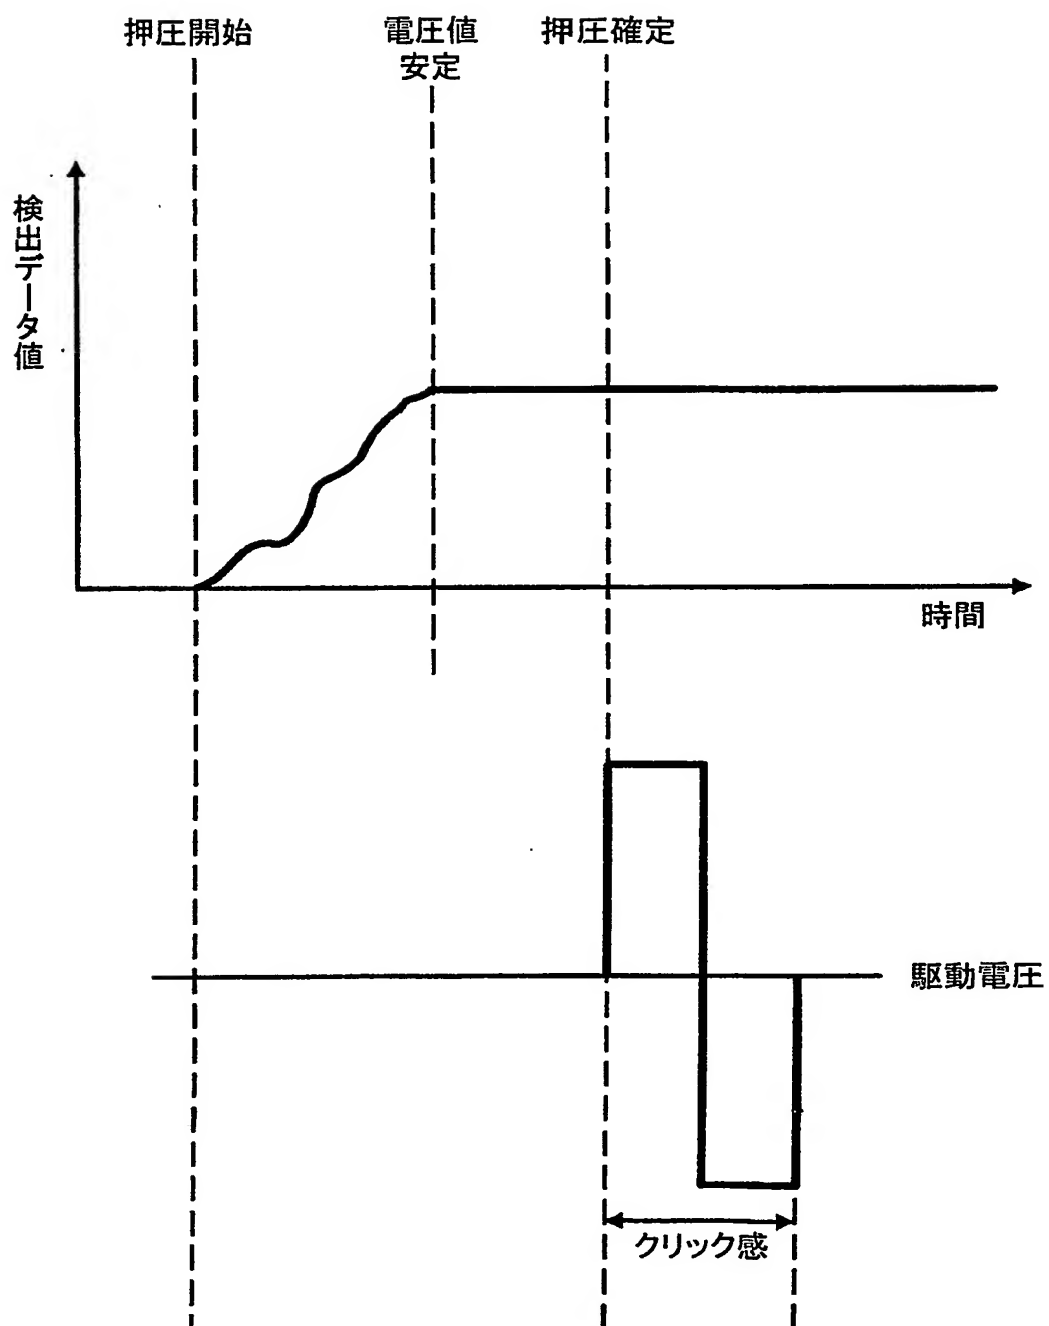 押圧開始
電圧値
安定
押圧確定
検出データ値
時間
駆動電圧
クリック感